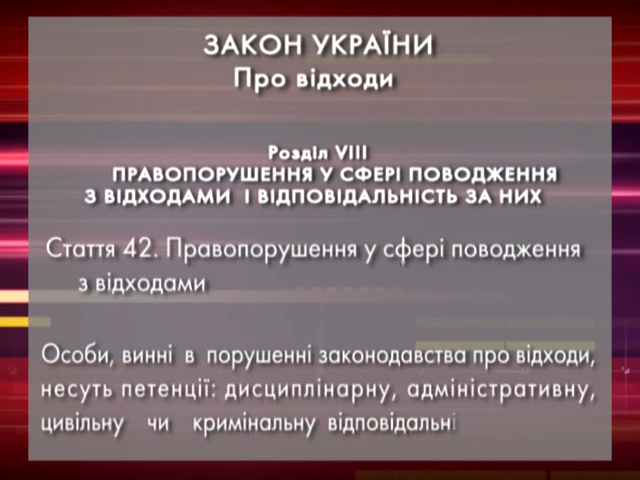 ЗАКОН УКРАЇНИ
Про відходи
Розділ VIII
ПРАВОПОРУШЕННЯ У СФЕРІ ПОВОДЖЕННЯ
З ВІДХОДАМИ І ВІДПОВІДАЛЬНІСТЬ ЗА НИХ
Стаття 42. Правопорушення у сфері поводження
з відходами
Особи, винні в порушенні законодавства про відходи,
несуть петенції: дисциплінарну, адміністративну,
цивільну чи кримінальну відповідальні